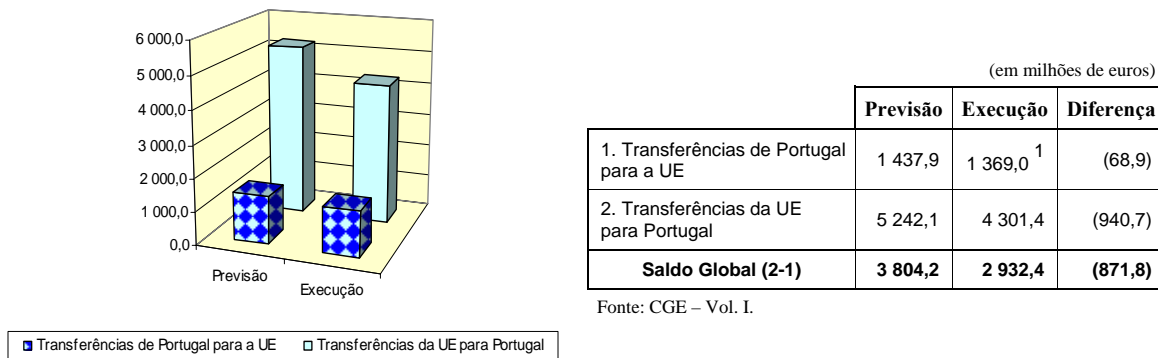 6 000,0
5 000,0
4 000,0
3 000,0
2 000,0
1 000,0
0,0
Previsão
Execução
Transferências de Portugal para a UE
Transferências da UE para Portugal
(em milhões de euros)
Previsão Execução Diferença
1. Transferências de Portugal
para a UE
1 437,9 1 369,0 1 (68,9)
2. Transferências da UE
para Portugal
5 242,1 4 301,4 (940,7)
Saldo Global (2-1) 3 804,2 2 932,4 (871,8)
Fonte: CGE – Vol. I.